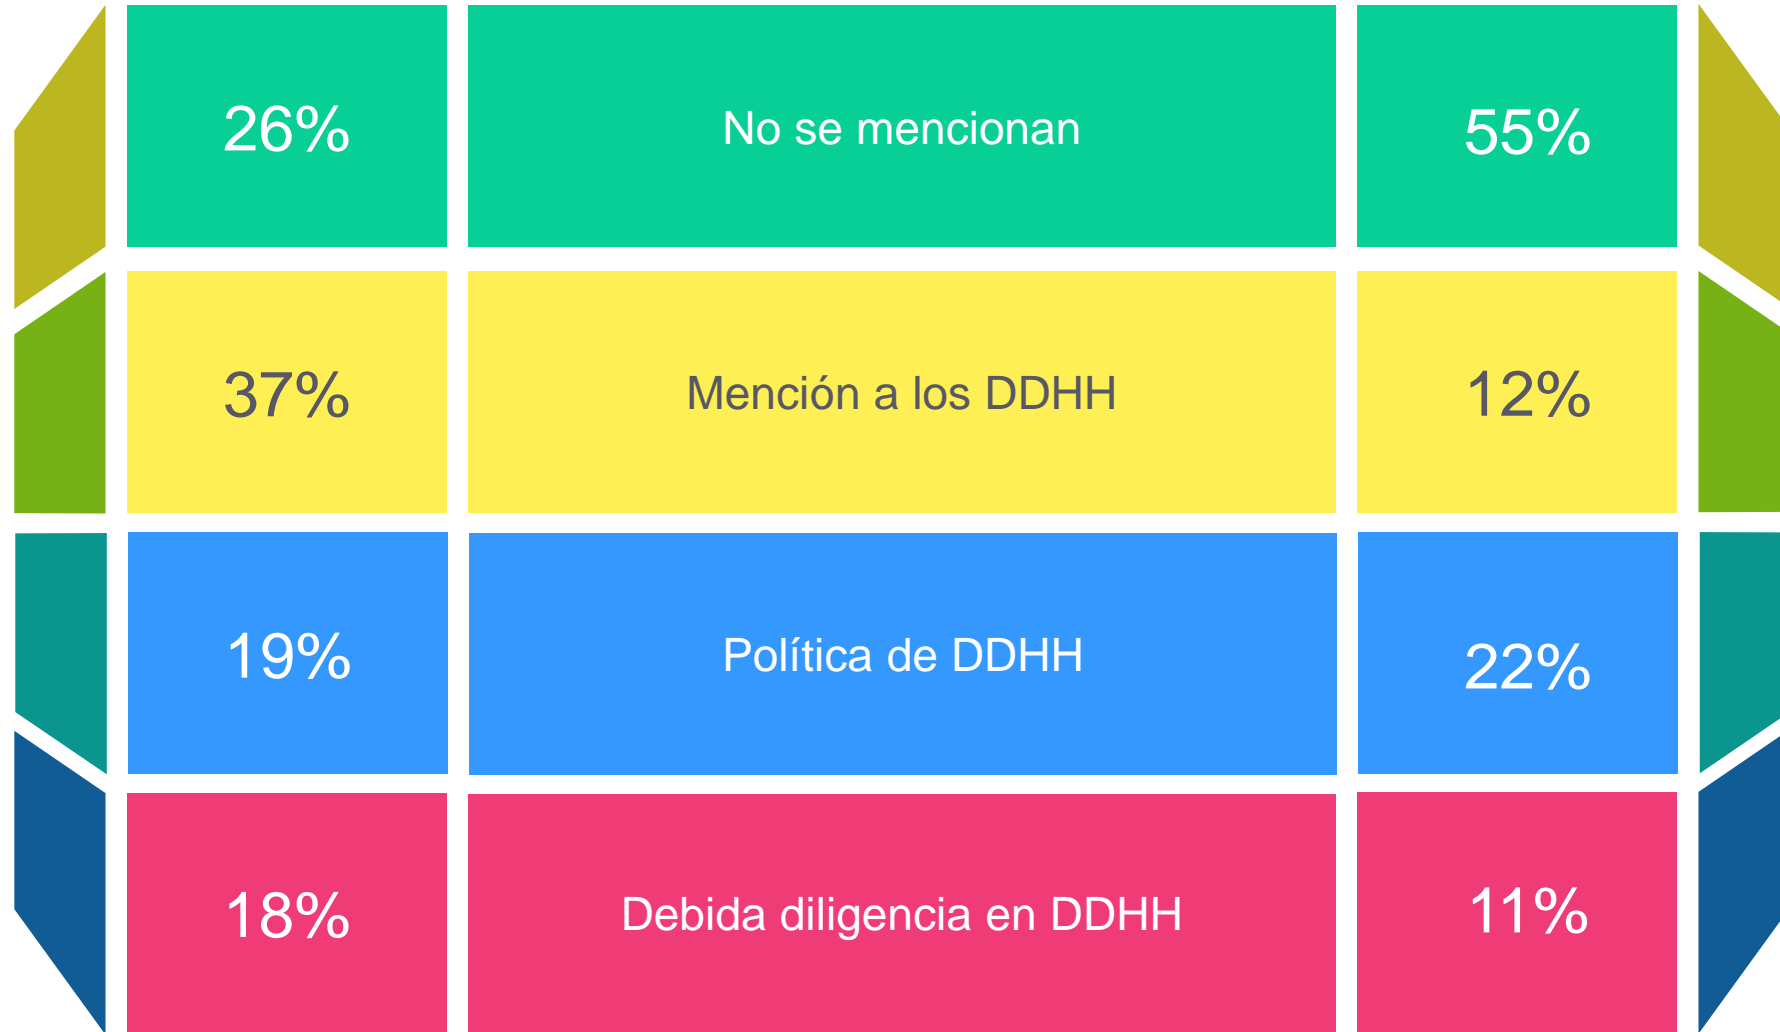 26%
No se mencionan
55%
37%
Mención a los DDHH
12%
19%
Política de DDHH
22%
18%
Debida diligencia en DDHH
11%